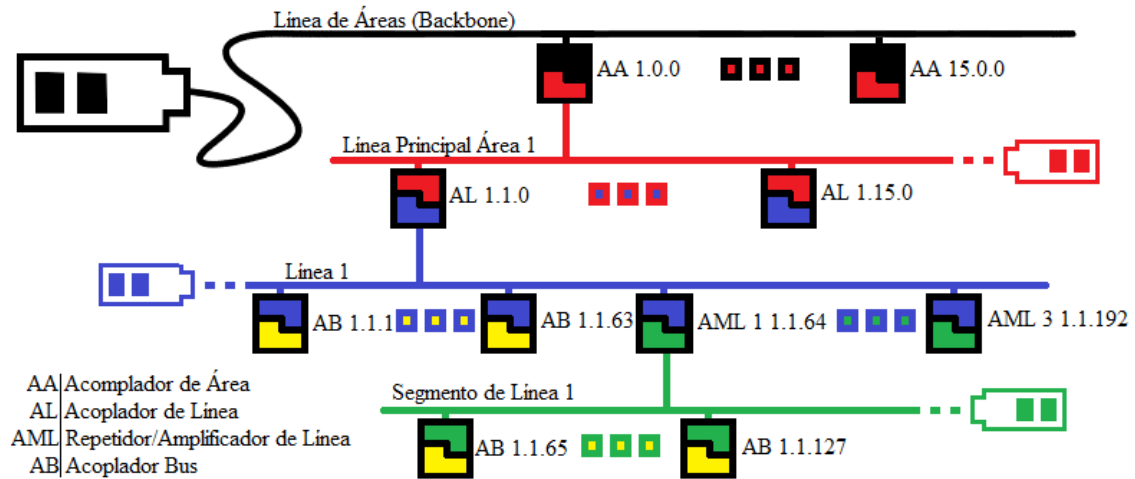 Línea de Áreas (Backbone)
AA 1.0.0
AA 15.0.0
Línea Principal Área 1
AL 1.1.0
AL 1.15.0
Línea 1
AB 1.1.1
AB 1.1.63
AML 1 1.1.64
AML 3 1.1.192
AA Acomplador de Área
AL Acoplador de Línea
AML Repetidor/Amplificador de Línea
AB Acoplador Bus
Segmento de Línea 1
AB 1.1.65
AB 1.1.127